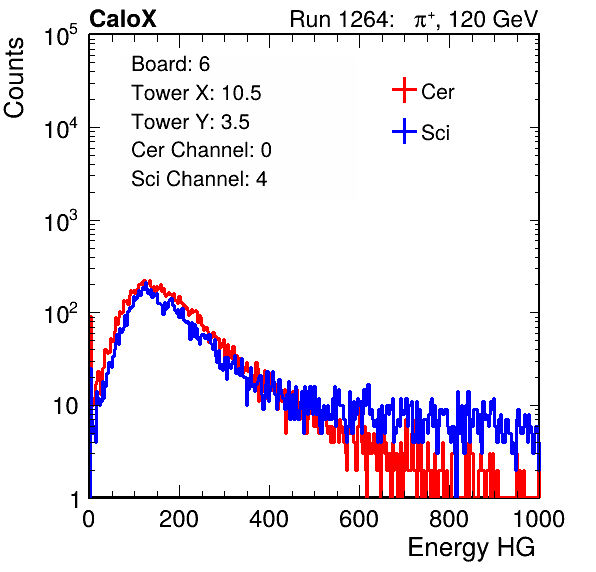 CaloX Run 1264: π⁺, 120 GeV
Counts
Board: 6
Tower X: 10.5
Tower Y: 3.5
Cer Channel: 0
Sci Channel: 4
Cer
Sci
10⁵
10⁴
10³
10²
10
1
0 200 400 600 800 1000
Energy HG